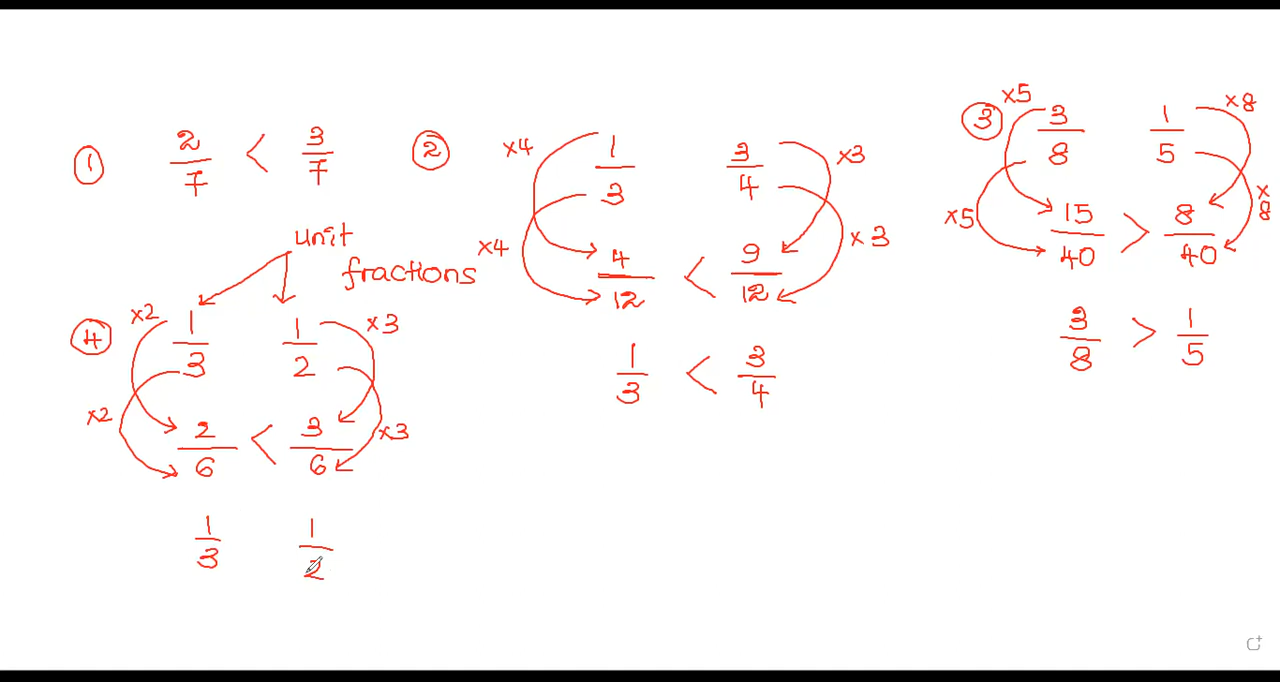 ① 2/7 < 3/7
② ×4 1/3 3/4 ×3
×4 ×3
4/12 < 9/12
1/3 < 3/4
③ ×5 3/8 1/5 ×8
×5 ×8
15/40 > 8/40
3/8 > 1/5
unit
fractions
④ ×2 1/3 1/2 ×3
×2 ×3
2/6 < 3/6
1/3 1/2